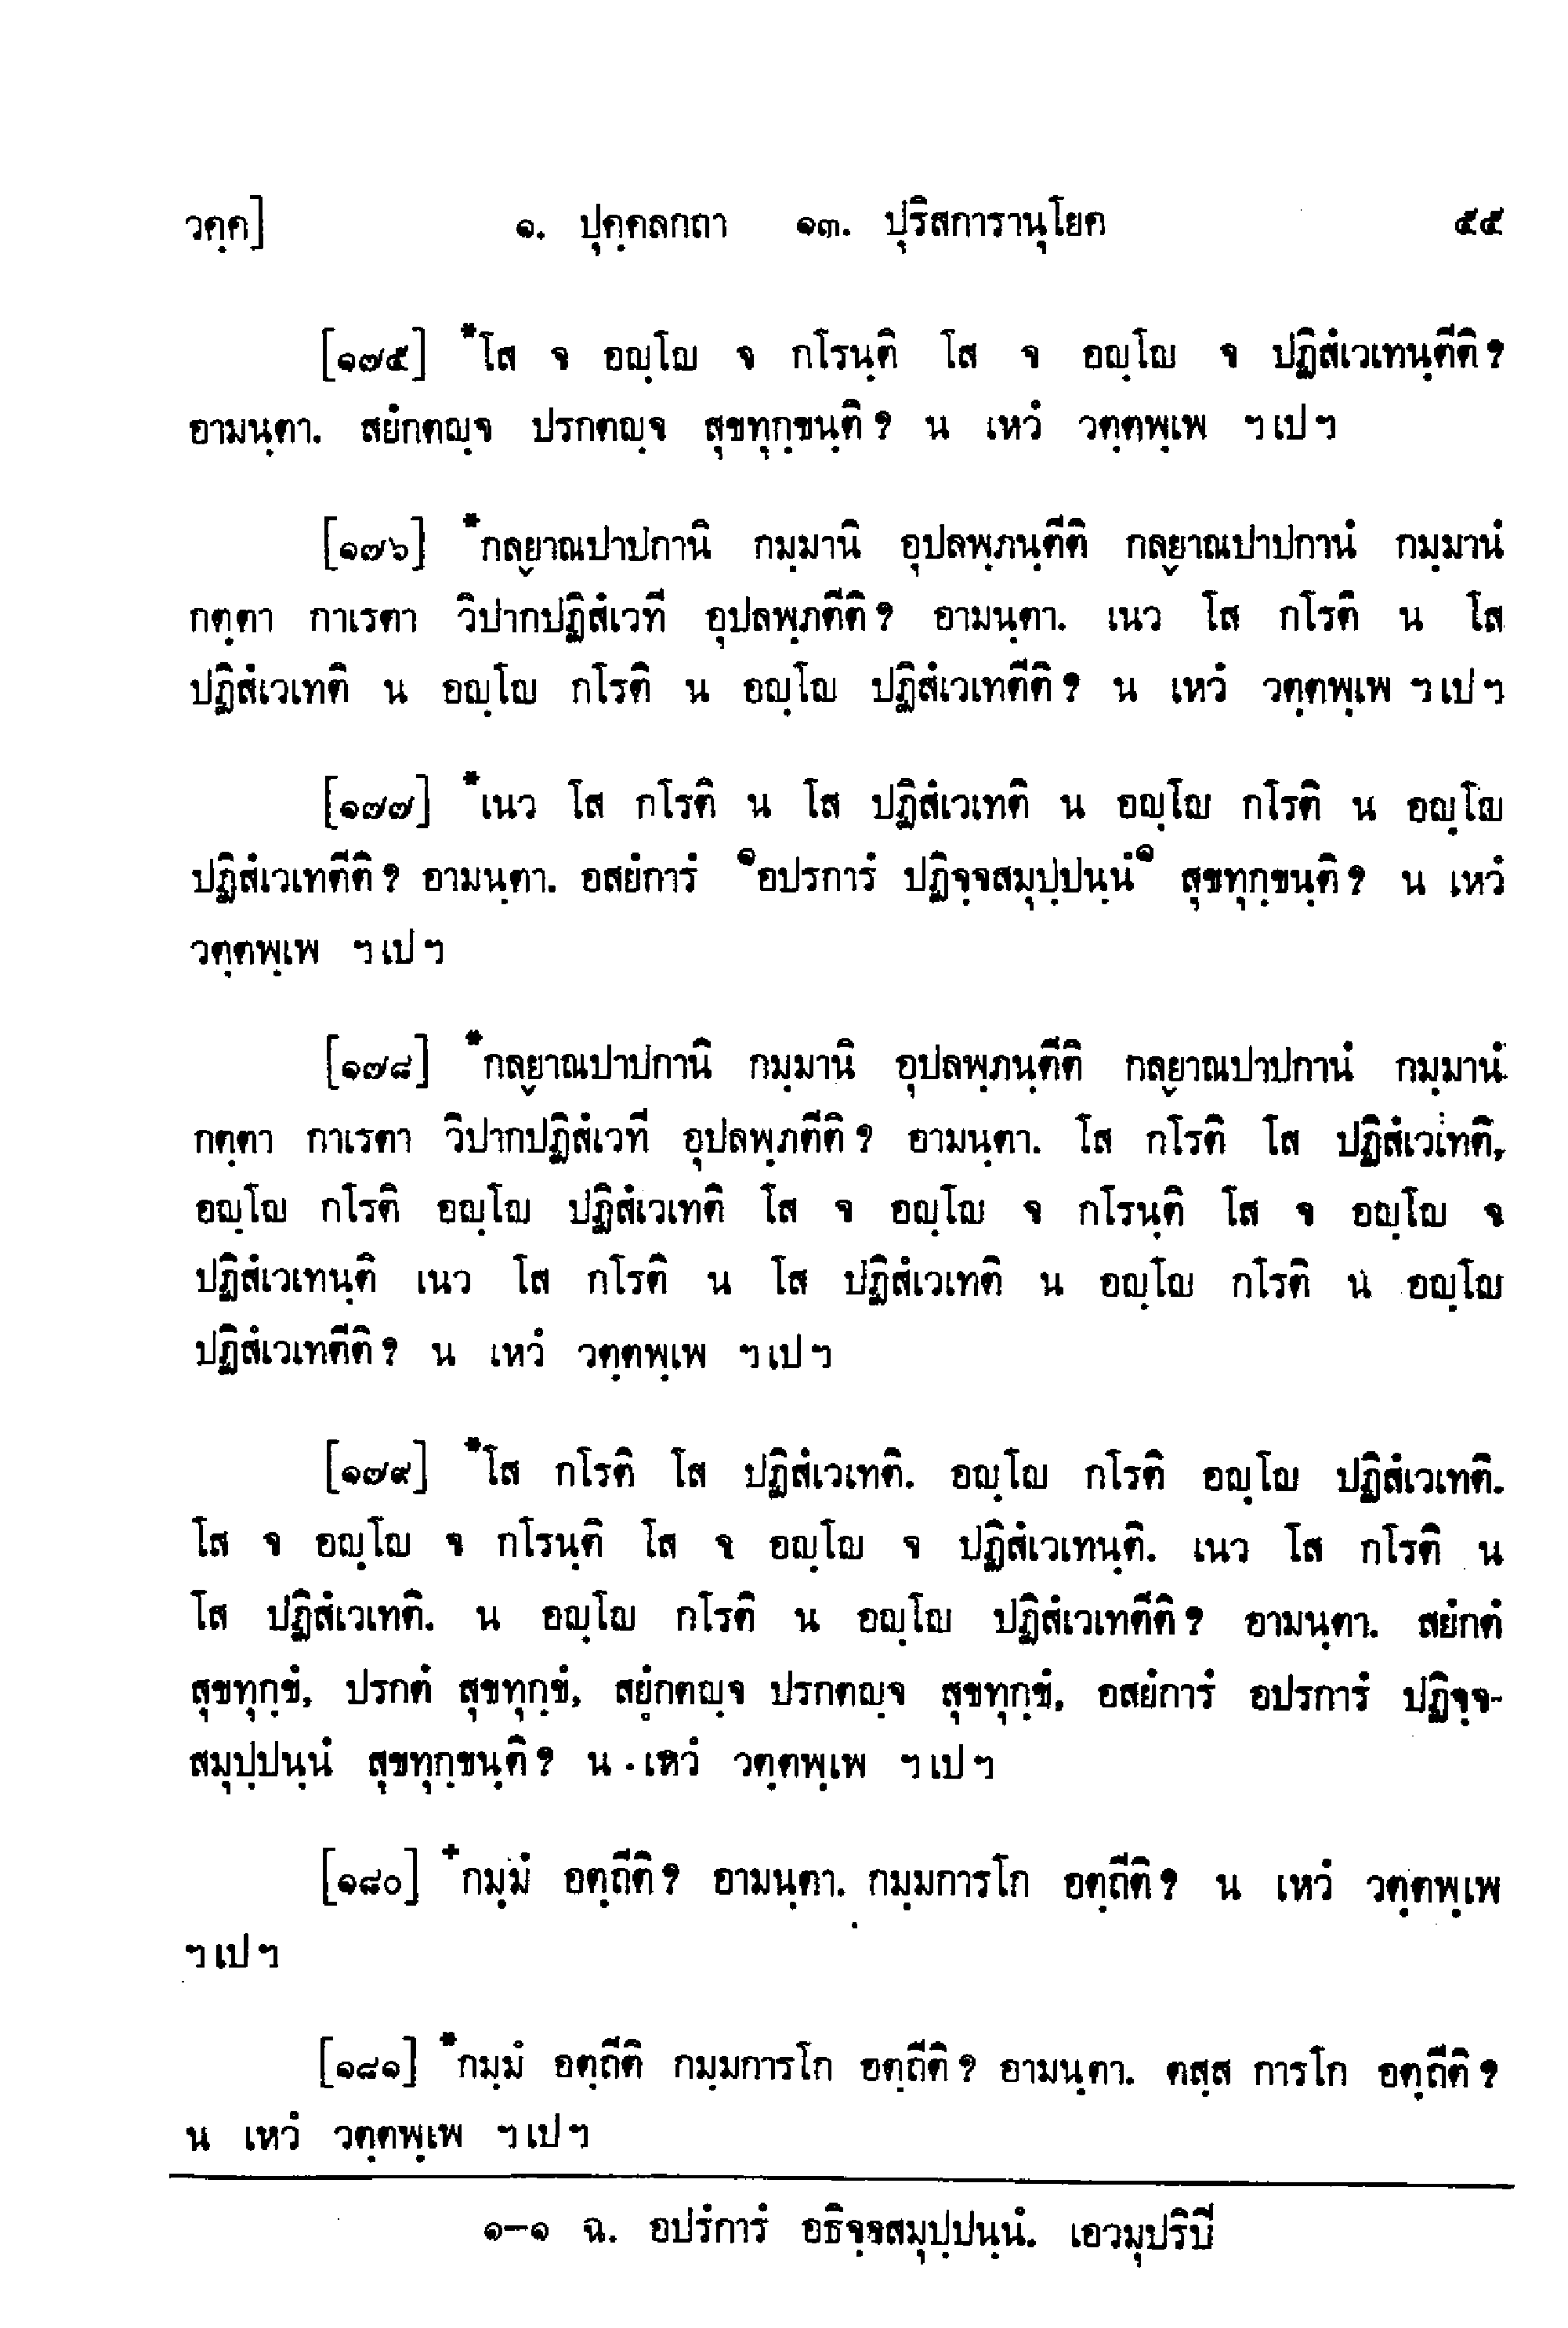 วคฺค] ๑. ปุคฺคลกถา ๑๓. ปุริสการานุโยค ๕๕
[๑๗๕] *โส จ อญฺโญ จ กโรนฺติ โส จ อญฺโญ จ ปฏิสํเวเทนฺตีติ?
อามนฺตา. สยํกตญฺจ ปรกตญฺจ สุขทุกฺขนฺติ? น เหวํ วตฺตพฺเพ ฯเปฯ
[๑๗๖] *กลฺยาณปาปกานิ กมฺมานิ อุปลพฺภนฺตีติ กลฺยาณปาปกานํ กมฺมานํ
กตฺตา กาเรตา วิปากปฏิสํเวที อุปลพฺภตีติ? อามนฺตา. เนว โส กโรติ น โส
ปฏิสํเวเทติ น อญฺโญ กโรติ น อญฺโญ ปฏิสํเวเทตีติ? น เหวํ วตฺตพฺเพ ฯเปฯ
[๑๗๗] *เนว โส กโรติ น โส ปฏิสํเวเทติ น อญฺโญ กโรติ น อญฺโญ
ปฏิสํเวเทตีติ? อามนฺตา. อสยํการํ ๑อปรการํ ปฏิจฺจสมุปฺปนฺนํ๑ สุขทุกฺขนฺติ? น เหวํ
วตฺตพฺเพ ฯเปฯ
[๑๗๘] *กลฺยาณปาปกานิ กมฺมานิ อุปลพฺภนฺตีติ กลฺยาณปาปกานํ กมฺมานํ
กตฺตา กาเรตา วิปากปฏิสํเวที อุปลพฺภตีติ? อามนฺตา. โส กโรติ โส ปฏิสํเวเทติ,
อญฺโญ กโรติ อญฺโญ ปฏิสํเวเทติ โส จ อญฺโญ จ กโรนฺติ โส จ อญฺโญ จ
ปฏิสํเวเทนฺติ เนว โส กโรติ น โส ปฏิสํเวเทติ น อญฺโญ กโรติ น อญฺโญ
ปฏิสํเวเทตีติ? น เหวํ วตฺตพฺเพ ฯเปฯ
[๑๗๙] *โส กโรติ โส ปฏิสํเวเทติ. อญฺโญ กโรติ อญฺโญ ปฏิสํเวเทติ.
โส จ อญฺโญ จ กโรนฺติ โส จ อญฺโญ จ ปฏิสํเวเทนฺติ. เนว โส กโรติ น
โส ปฏิสํเวเทติ. น อญฺโญ กโรติ น อญฺโญ ปฏิสํเวเทตีติ? อามนฺตา. สยํกตํ
สุขทุกฺขํ, ปรกตํ สุขทุกฺขํ, สยํกตญฺจ ปรกตญฺจ สุขทุกฺขํ, อสยํการํ อปรการํ ปฏิจฺจ-
สมุปฺปนฺนํ สุขทุกฺขนฺติ? น เหวํ วตฺตพฺเพ ฯเปฯ
[๑๘๐] +กมฺมํ อตฺถีติ? อามนฺตา. กมฺมการโก อตฺถีติ? น เหวํ วตฺตพฺเพ
ฯเปฯ
[๑๘๑] *กมฺมํ อตฺถีติ กมฺมการโก อตฺถีติ? อามนฺตา. ตสฺส การโก อตฺถีติ?
น เหวํ วตฺตพฺเพ ฯเปฯ
๑-๑ ฉ. อปรํการํ อธิจฺจสมุปฺปนฺนํ. เอวมุปริปี